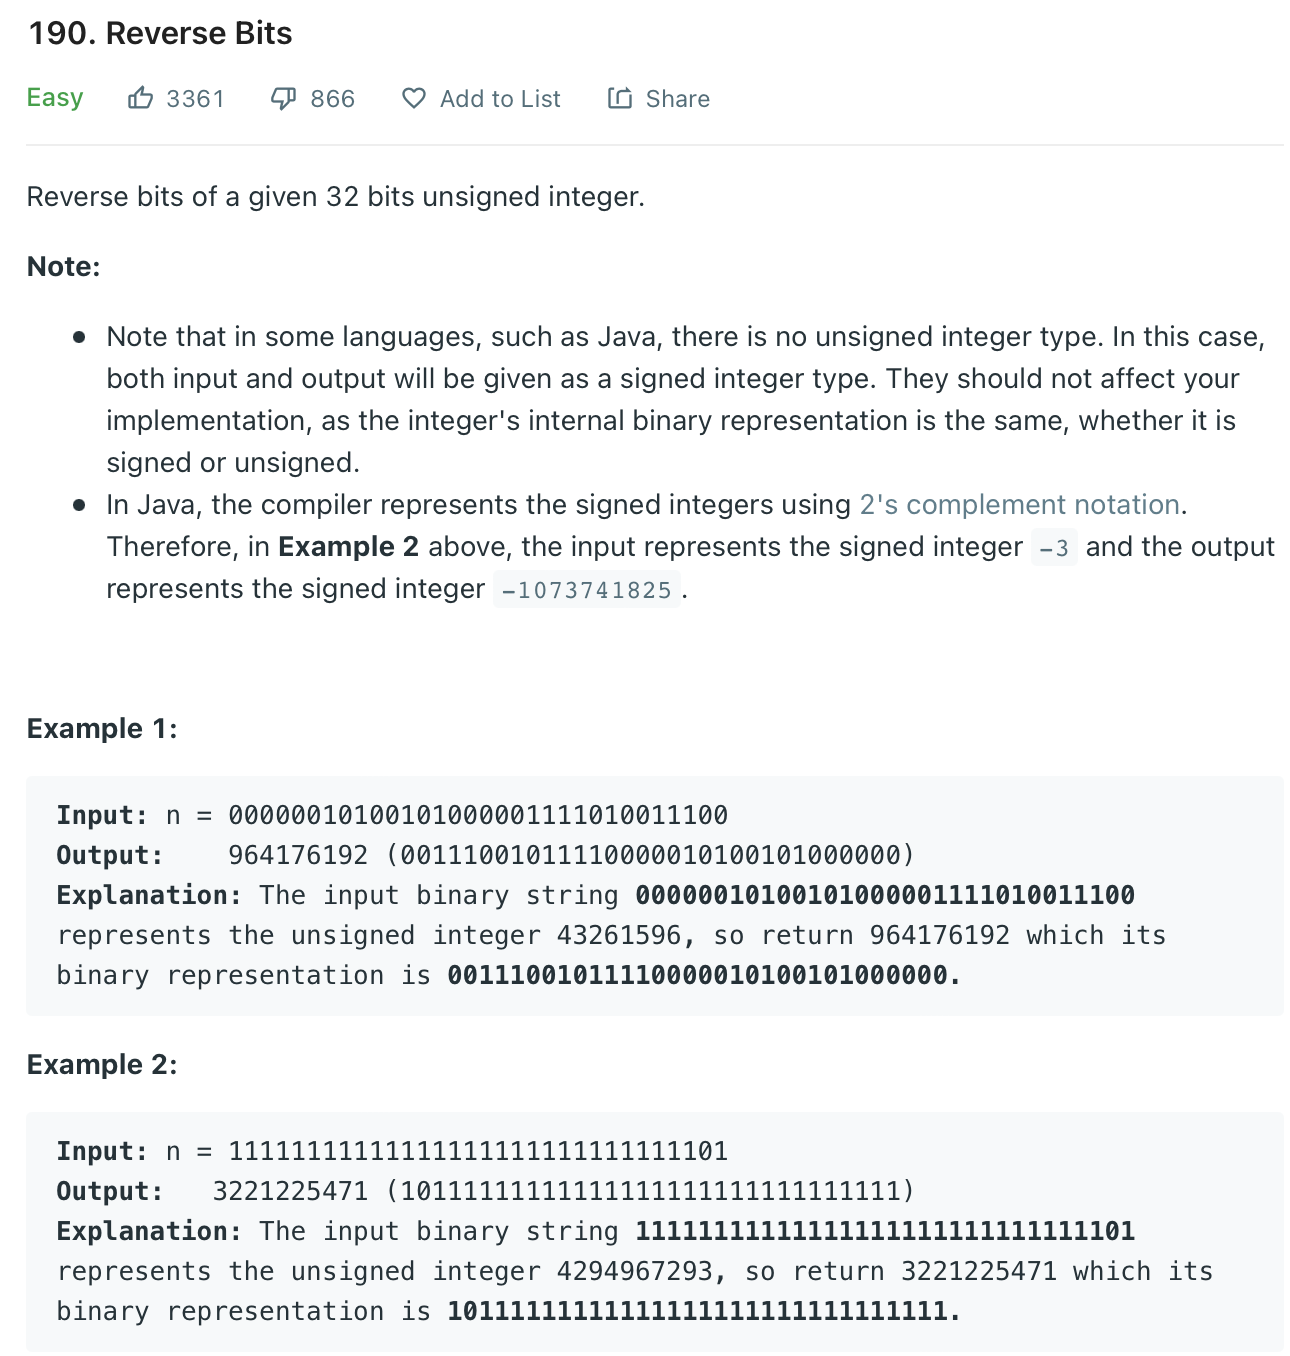 190. Reverse Bits
Easy 3361 866 Add to List Share
Reverse bits of a given 32 bits unsigned integer.
Note:
Note that in some languages, such as Java, there is no unsigned integer type. In this case,
both input and output will be given as a signed integer type. They should not affect your
implementation, as the integer's internal binary representation is the same, whether it is
signed or unsigned.
In Java, the compiler represents the signed integers using 2's complement notation.
Therefore, in Example 2 above, the input represents the signed integer -3 and the output
represents the signed integer -1073741825.
Example 1:
Input: n = 00000010100101000001111010011100
Output:    964176192 (00111001011110000010100101000000)
Explanation: The input binary string 00000010100101000001111010011100
represents the unsigned integer 43261596, so return 964176192 which its
binary representation is 00111001011110000010100101000000.
Example 2:
Input: n = 11111111111111111111111111111101
Output:   3221225471 (10111111111111111111111111111111)
Explanation: The input binary string 11111111111111111111111111111101
represents the unsigned integer 4294967293, so return 3221225471 which its
binary representation is 10111111111111111111111111111111.